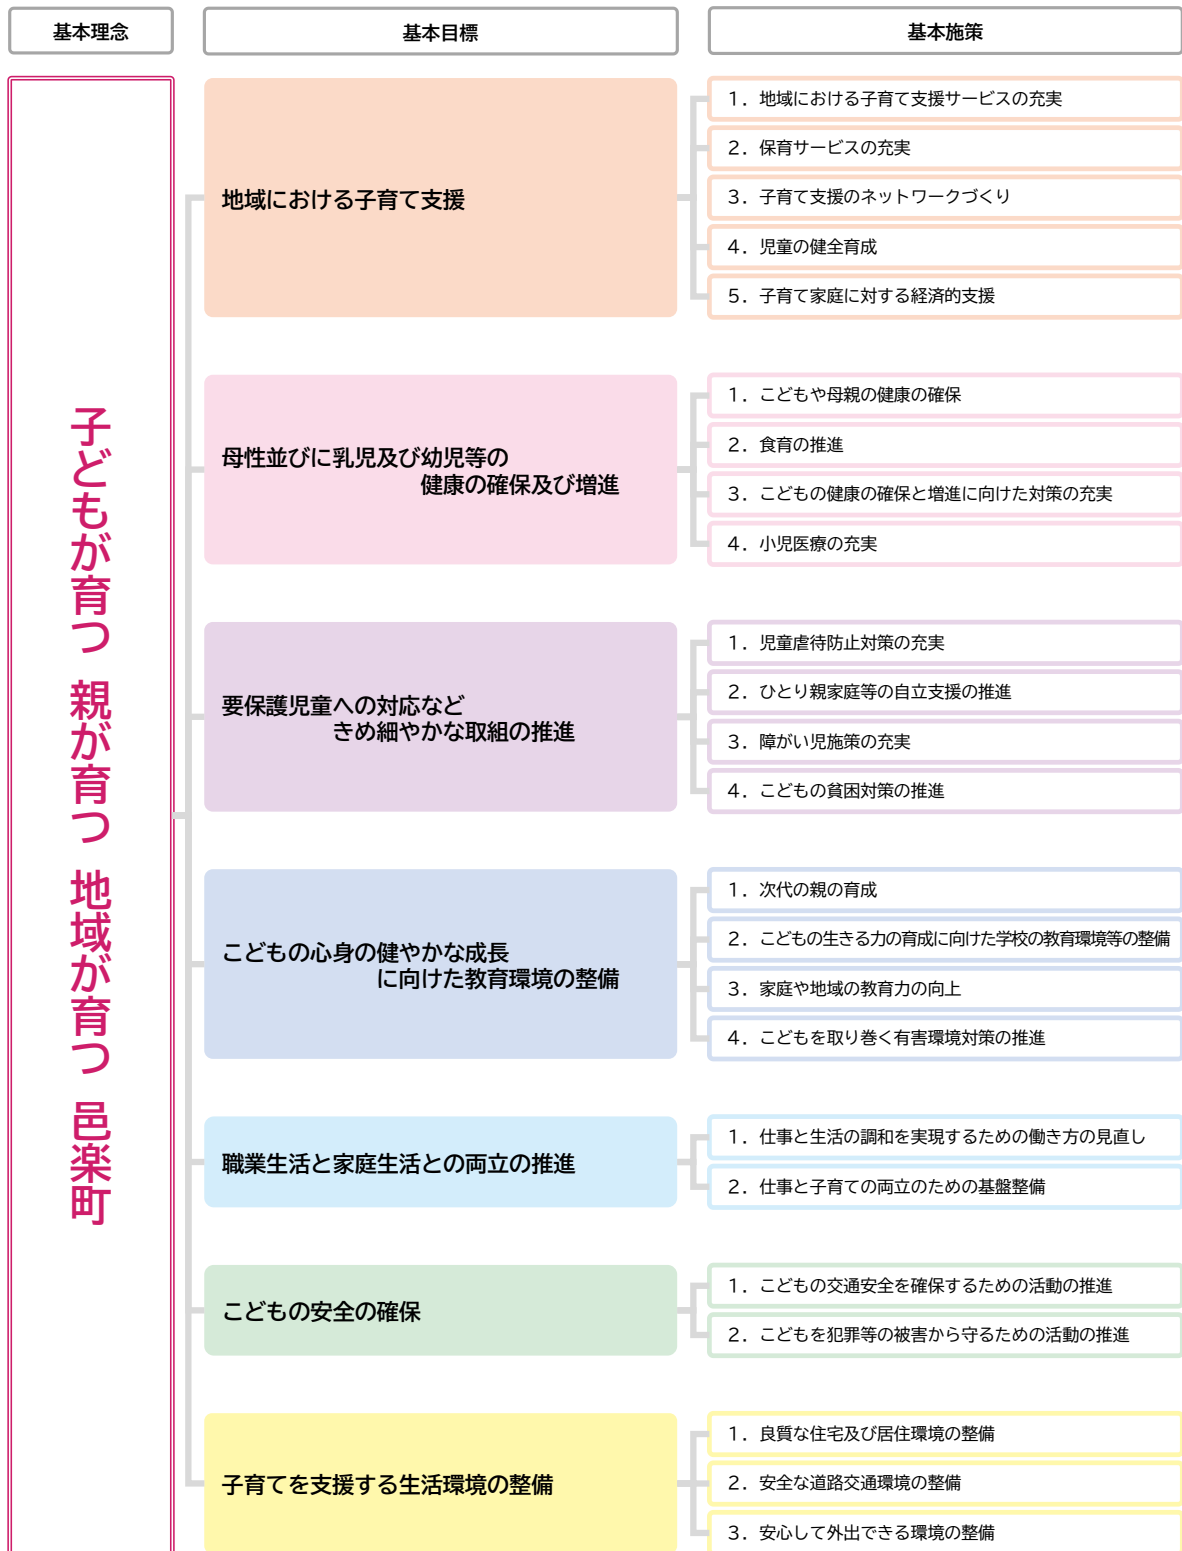 基本理念
基本目標
基本施策
子どもが育つ 親が育つ 地域が育つ 邑楽町
地域における子育て支援
1. 地域における子育て支援サービスの充実
2. 保育サービスの充実
3. 子育て支援のネットワークづくり
4. 児童の健全育成
5. 子育て家庭に対する経済的支援
母性並びに乳児及び幼児等の
健康の確保及び増進
1. こどもや母親の健康の確保
2. 食育の推進
3. こどもの健康の確保と増進に向けた対策の充実
4. 小児医療の充実
要保護児童への対応など
きめ細やかな取組の推進
1. 児童虐待防止対策の充実
2. ひとり親家庭等の自立支援の推進
3. 障がい児施策の充実
4. こどもの貧困対策の推進
こどもの心身の健やかな成長
に向けた教育環境の整備
1. 次代の親の育成
2. こどもの生きる力の育成に向けた学校の教育環境等の整備
3. 家庭や地域の教育力の向上
4. こどもを取り巻く有害環境対策の推進
職業生活と家庭生活との両立の推進
1. 仕事と生活の調和を実現するための働き方の見直し
2. 仕事と子育ての両立のための基盤整備
こどもの安全の確保
1. こどもの交通安全を確保するための活動の推進
2. こどもを犯罪等の被害から守るための活動の推進
子育てを支援する生活環境の整備
1. 良質な住宅及び居住環境の整備
2. 安全な道路交通環境の整備
3. 安心して外出できる環境の整備